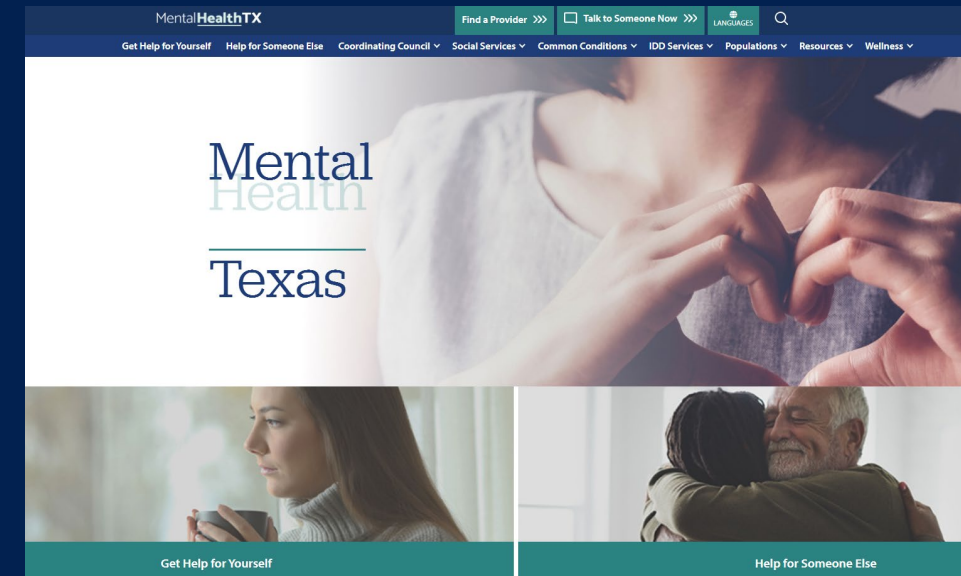 MentalHealthTX
Find a Provider >>>
Talk to Someone Now >>>
LANGUAGES
Get Help for Yourself Help for Someone Else Coordinating Council Social Services Common Conditions IDD Services Populations Resources Wellness
Mental
Health
Texas
Get Help for Yourself
Help for Someone Else